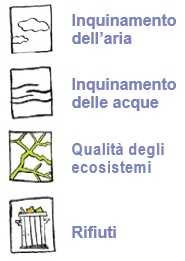 Inquinamento
dell'aria
Inquinamento
delle acque
Qualità degli
ecosistemi
Rifiuti